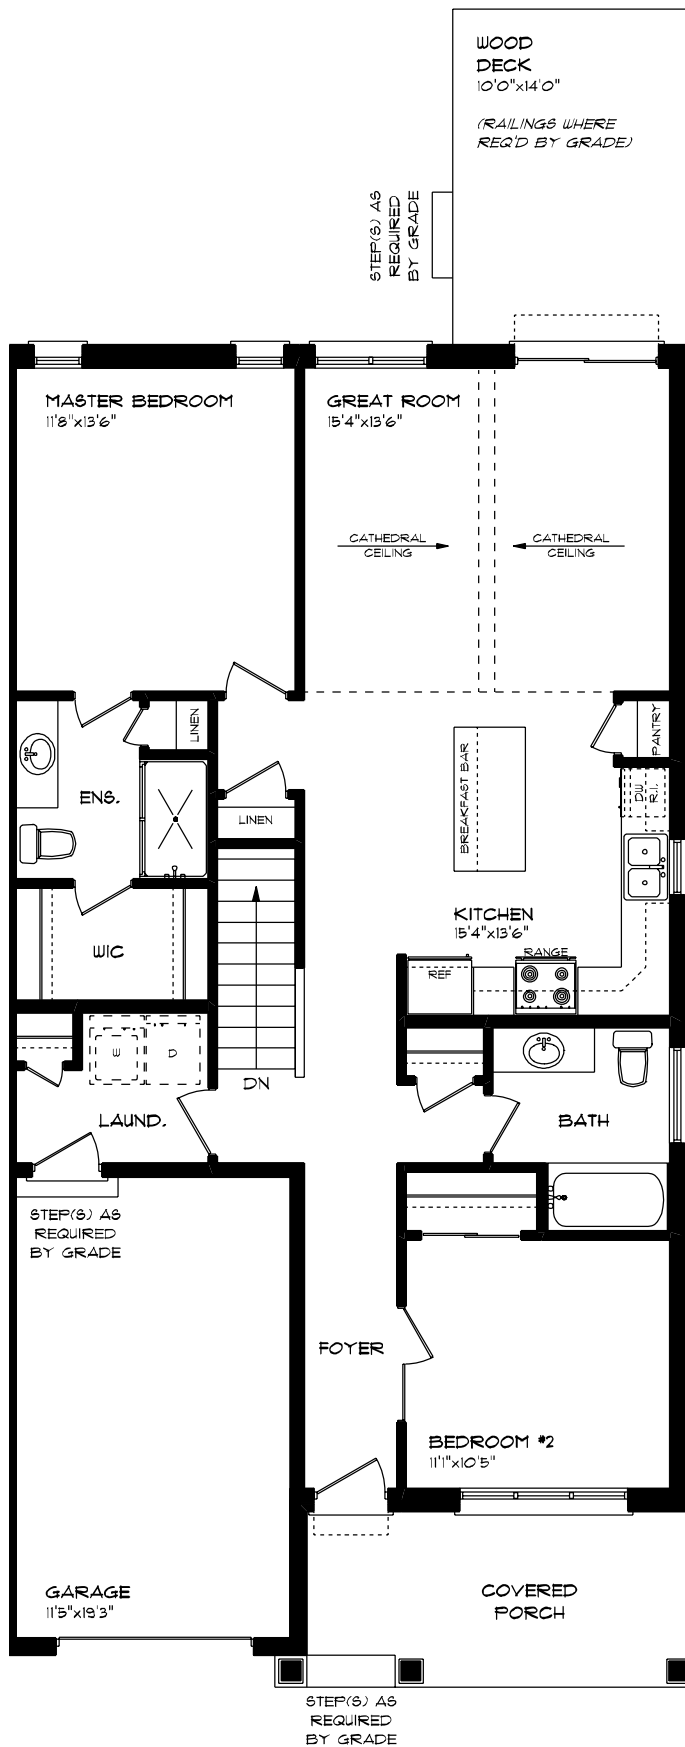 WOOD
DECK
10'0"x14'0"
(RAILINGS WHERE
REQ'D BY GRADE)
STEP(S) AS
REQUIRED
BY GRADE
MASTER BEDROOM
11'8"x13'6"
GREAT ROOM
15'4"x13'6"
CATHEDRAL
CEILING
CATHEDRAL
CEILING
LINEN
PANTRY
ENS.
LINEN
BREAKFAST BAR
DW
R.I.
KITCHEN
15'4"x13'6"
WIC
REF
RANGE
W
D
DN
LAUND.
BATH
STEP(S) AS
REQUIRED
BY GRADE
FOYER
BEDROOM #2
11'1"x10'5"
GARAGE
11'5"x19'3"
COVERED
PORCH
STEP(S) AS
REQUIRED
BY GRADE